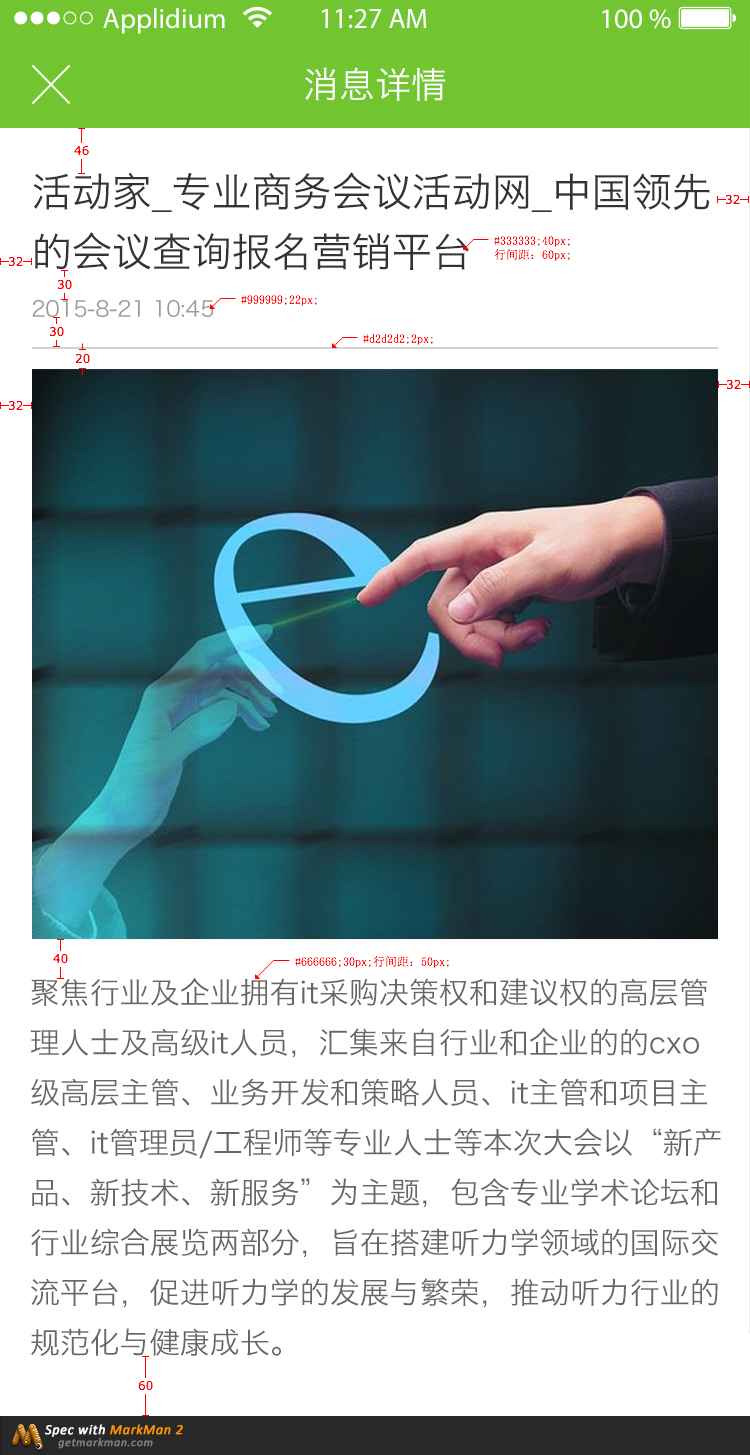 Applidium 11:27 AM 100 %
消息详情
46
活动家_专业商务会议活动网_中国领先
32
的会议查询报名营销平台
#333333;40px;
行间距：60px;
32
30
2015-8-21 10:45
#999999;22px;
30
#d2d2d2;2px;
20
32
32
e
40
#666666;30px;行间距：50px;
聚焦行业及企业拥有it采购决策权和建议权的高层管
理人士及高级it人员，汇集来自行业和企业的的cxo
级高层主管、业务开发和策略人员、it主管和项目主
管、it管理员/工程师等专业人士等本次大会以“新产
品、新技术、新服务”为主题，包含专业学术论坛和
行业综合展览两部分，旨在搭建听力学领域的国际交
流平台，促进听力学的发展与繁荣，推动听力行业的
规范化与健康成长。
60
Spec with MarkMan 2
getmarkman.com